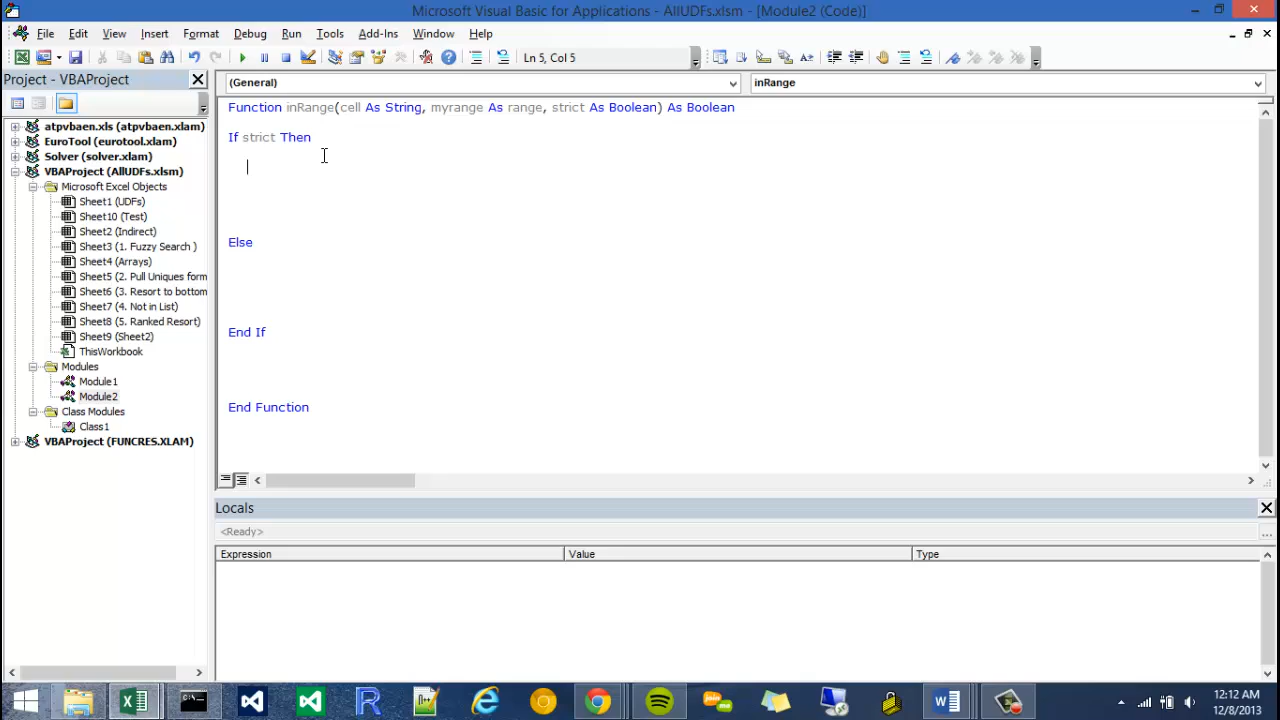 Microsoft Visual Basic for Applications - AllUDFs.xlsm - [Module2 (Code)]
File Edit View Insert Format Debug Run Tools Add-Ins Window Help
Ln 5, Col 5
Project - VBAProject
(General) inRange
atpvbaen.xls (atpvbaen.xlam)
EuroTool (eurotool.xlam)
Solver (solver.xlam)
VBAProject (AllUDFs.xlsm)
Microsoft Excel Objects
Sheet1 (UDFs)
Sheet10 (Test)
Sheet2 (Indirect)
Sheet3 (1. Fuzzy Search )
Sheet4 (Arrays)
Sheet5 (2. Pull Uniques form
Sheet6 (3. Resort to bottom
Sheet7 (4. Not in List)
Sheet8 (5. Ranked Resort)
Sheet9 (Sheet2)
ThisWorkbook
Modules
Module1
Module2
Class Modules
Class1
VBAProject (FUNCRES.XLAM)
Function inRange(cell As String, myrange As range, strict As Boolean) As Boolean
If strict Then
Else
End If
End Function
Locals
<Ready>
Expression Value Type
12:12 AM
12/8/2013